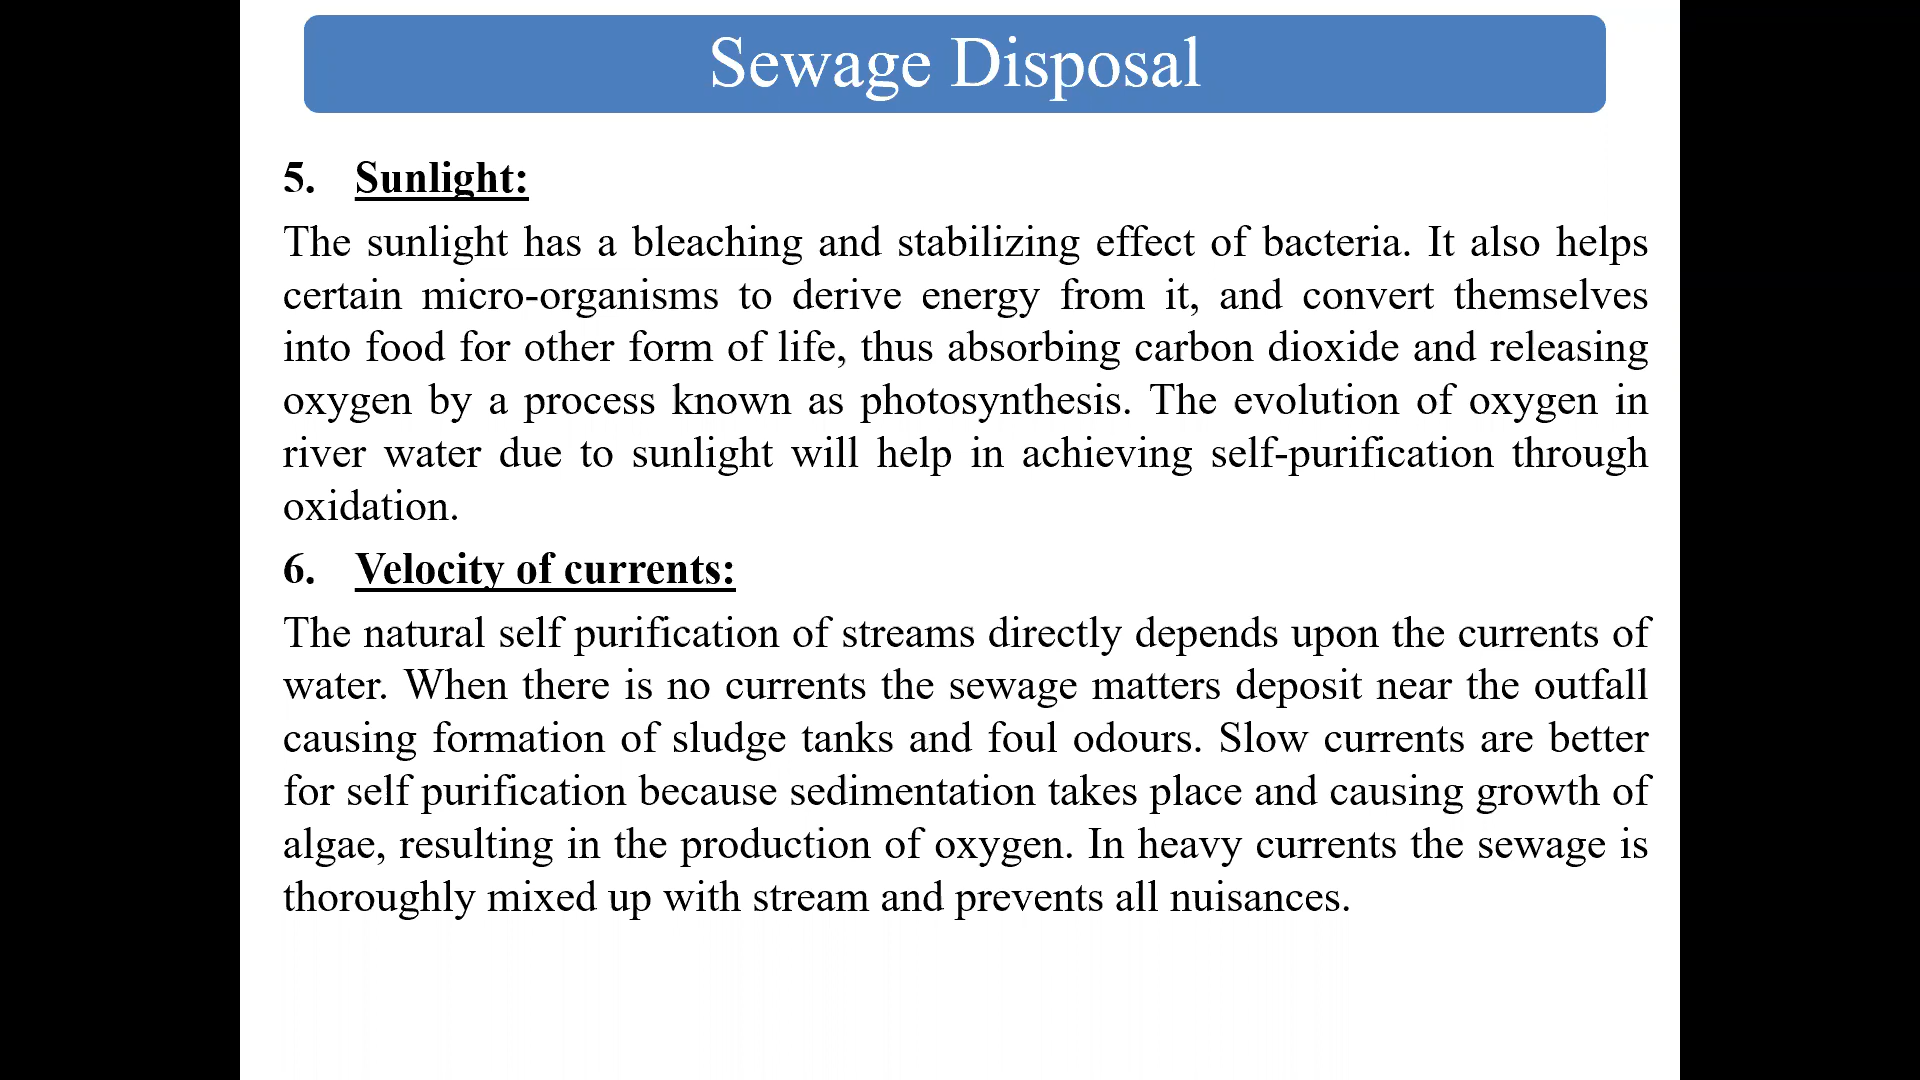 Sewage Disposal
5. Sunlight:
The sunlight has a bleaching and stabilizing effect of bacteria. It also helps
certain micro-organisms to derive energy from it, and convert themselves
into food for other form of life, thus absorbing carbon dioxide and releasing
oxygen by a process known as photosynthesis. The evolution of oxygen in
river water due to sunlight will help in achieving self-purification through
oxidation.
6. Velocity of currents:
The natural self purification of streams directly depends upon the currents of
water. When there is no currents the sewage matters deposit near the outfall
causing formation of sludge tanks and foul odours. Slow currents are better
for self purification because sedimentation takes place and causing growth of
algae, resulting in the production of oxygen. In heavy currents the sewage is
thoroughly mixed up with stream and prevents all nuisances.